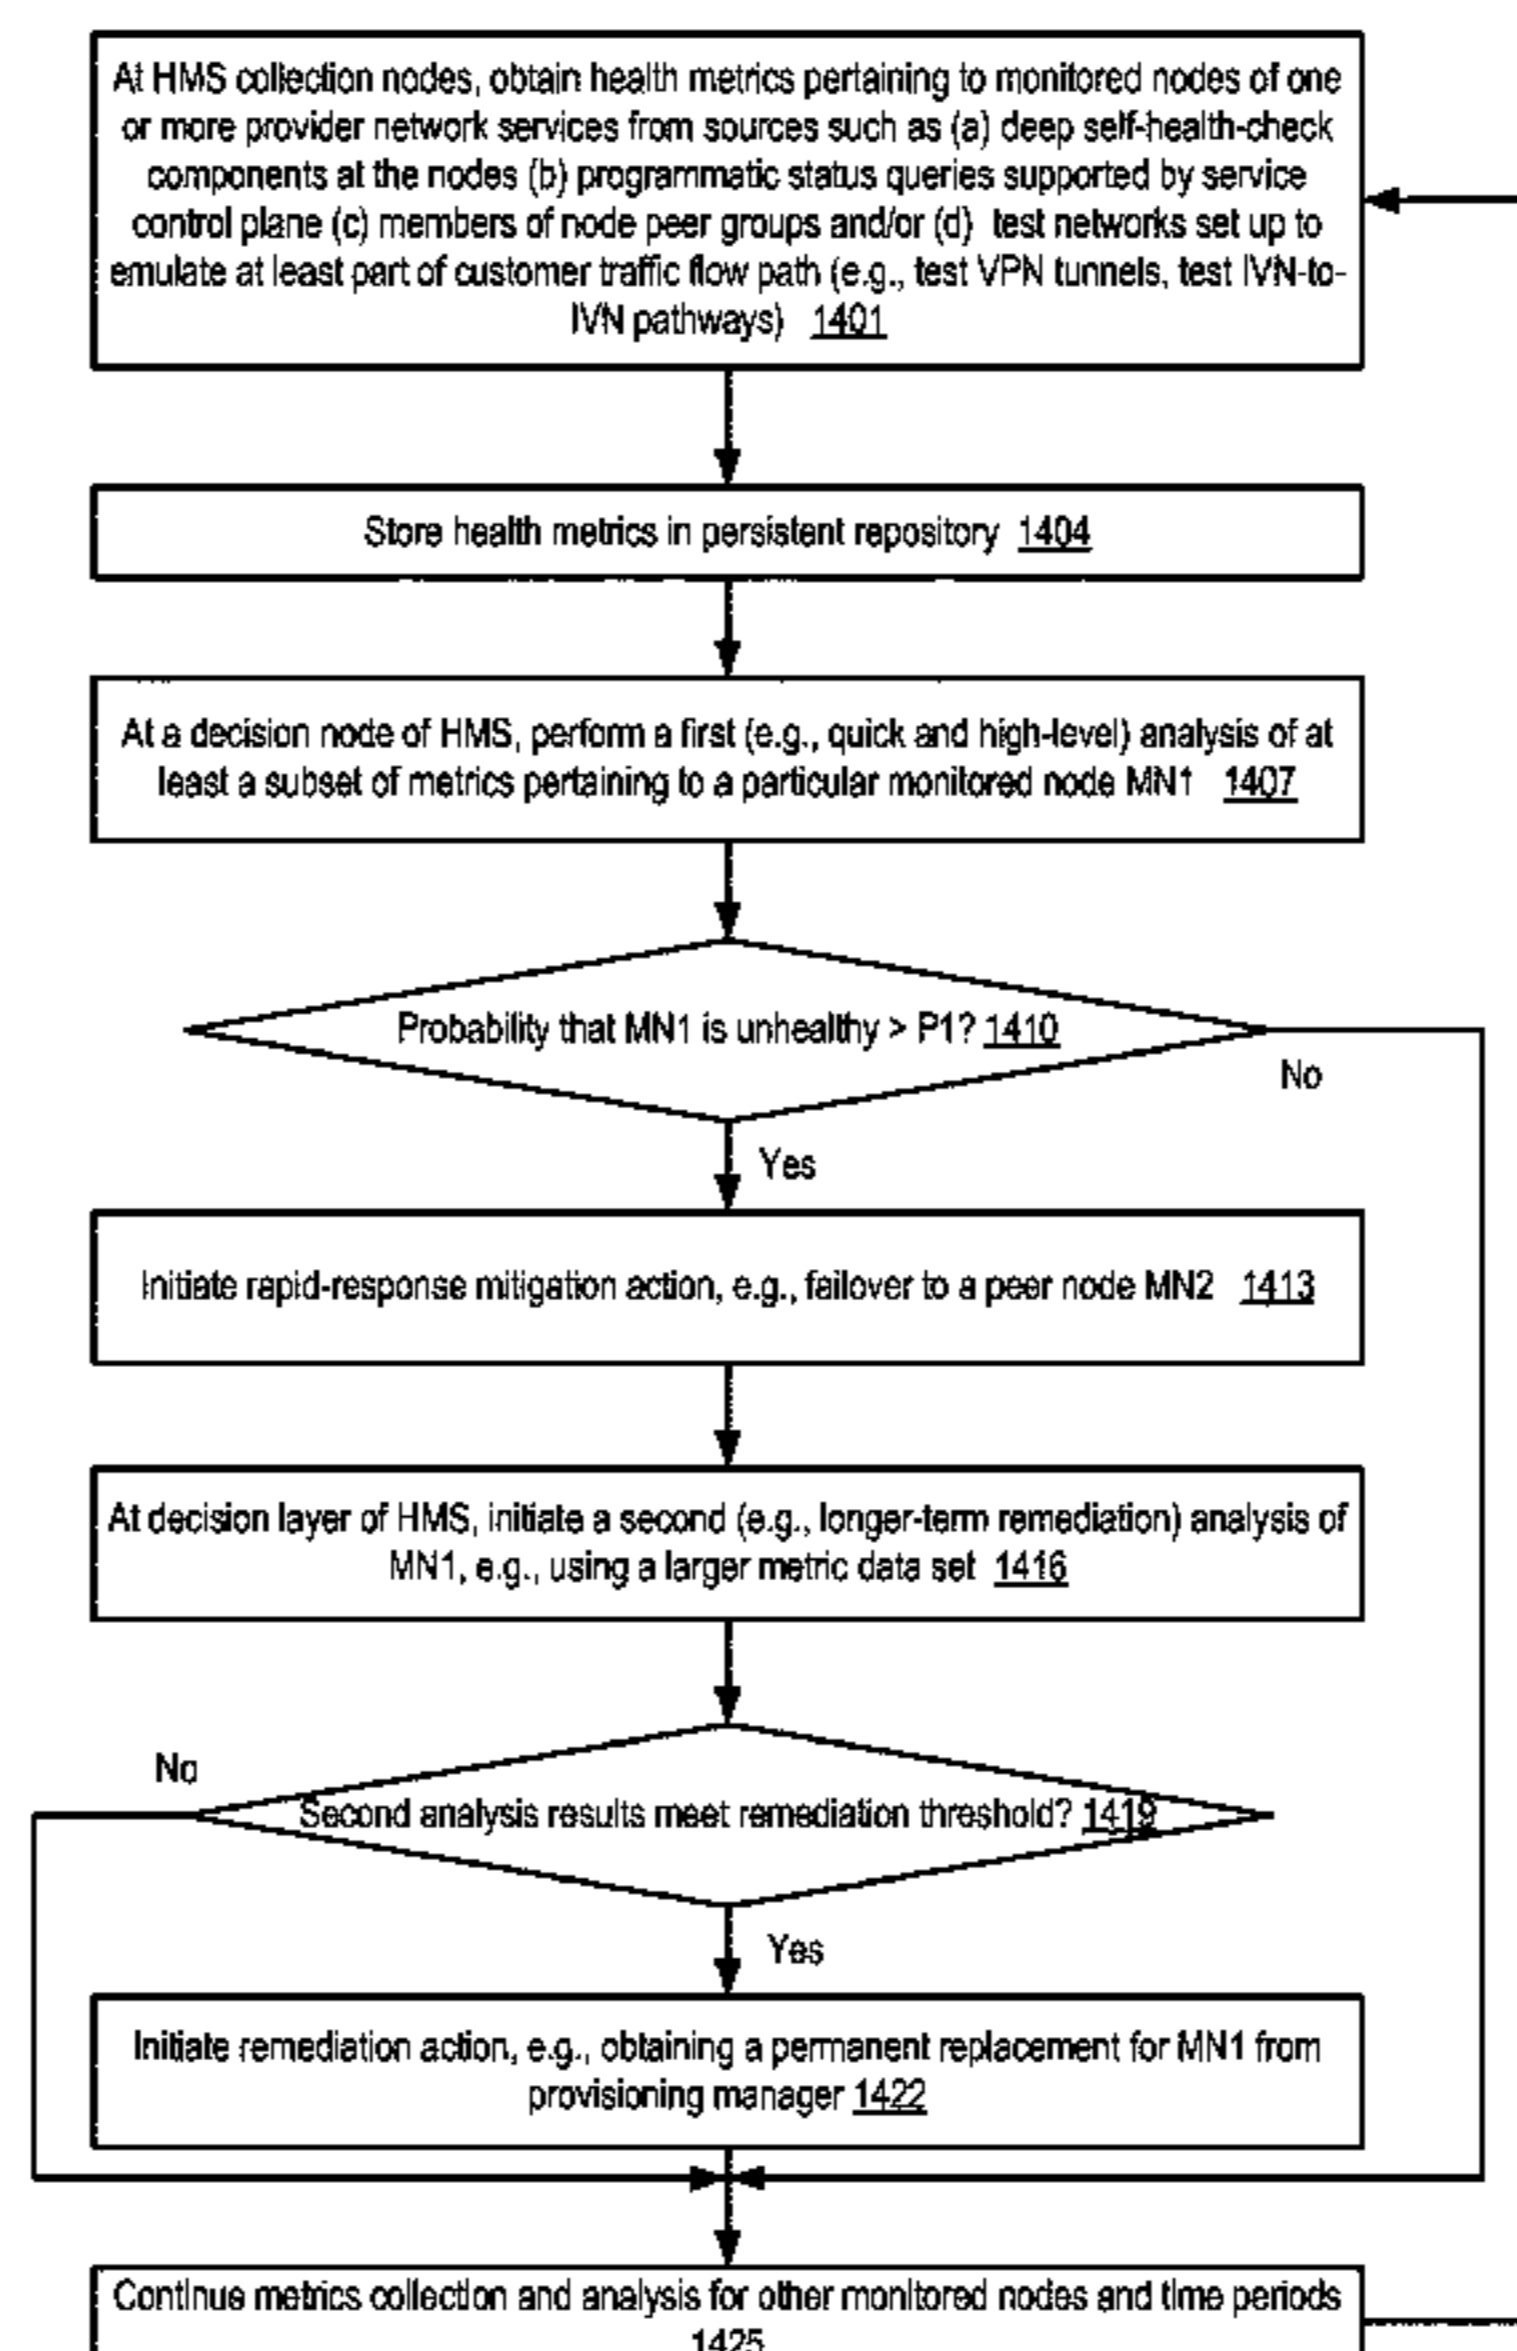 At HMS collection nodes, obtain health metrics pertaining to monitored nodes of one
or more provider network services from sources such as (a) deep self-health-check
components at the nodes (b) programmatic status queries supported by service
control plane (c) members of node peer groups and/or (d) test networks set up to
emulate at least part of customer traffic flow path (e.g., test VPN tunnels, test IVN-to-
IVN pathways) 1401
Store health metrics in persistent repository 1404
At a decision node of HMS, perform a first (e.g., quick and high-level) analysis of at
least a subset of metrics pertaining to a particular monitored node MN1 1407
Probability that MN1 is unhealthy > P1? 1410
No
Yes
Initiate rapid-response mitigation action, e.g., failover to a peer node MN2 1413
At decision layer of HMS, initiate a second (e.g., longer-term remediation) analysis of
MN1, e.g., using a larger metric data set 1416
No
Second analysis results meet remediation threshold? 1419
Yes
Initiate remediation action, e.g., obtaining a permanent replacement for MN1 from
provisioning manager 1422
Continue metrics collection and analysis for other monitored nodes and time periods
1425